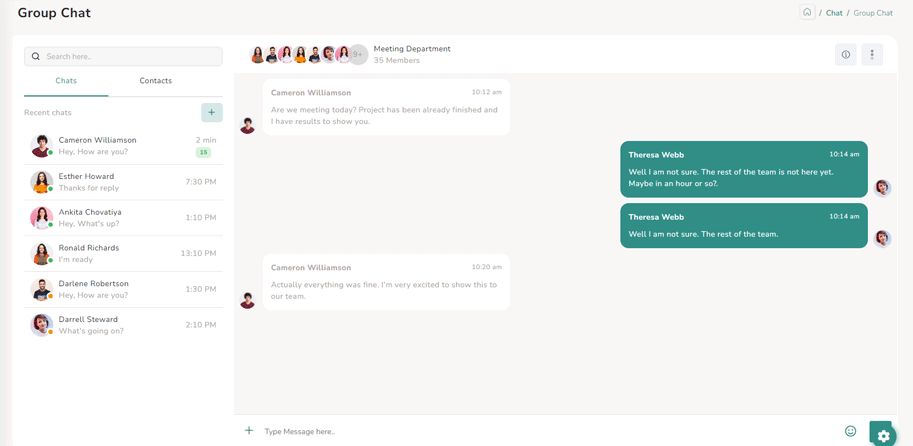 Group Chat
/ Chat / Group Chat
Search here..
Chats Contacts
Recent chats
Cameron Williamson 2 min
Hey, How are you? 15
Esther Howard
Thanks for reply 7:30 PM
Ankita Chovatiya
Hey, What's up? 1:10 PM
Ronald Richards
I'm ready 13:10 PM
Darlene Robertson
Hey, How are you? 1:30 PM
Darrell Steward
What's going on? 2:10 PM
9+
Meeting Department
35 Members
Cameron Williamson 10:12 am
Are we meeting today? Project has been already finished and
I have results to show you.
Theresa Webb 10:14 am
Well I am not sure. The rest of the team is not here yet.
Maybe in an hour or so?.
Theresa Webb 10:14 am
Well I am not sure. The rest of the team.
Cameron Williamson 10:20 am
Actually everything was fine. I'm very excited to show this to
our team.
Type Message here..